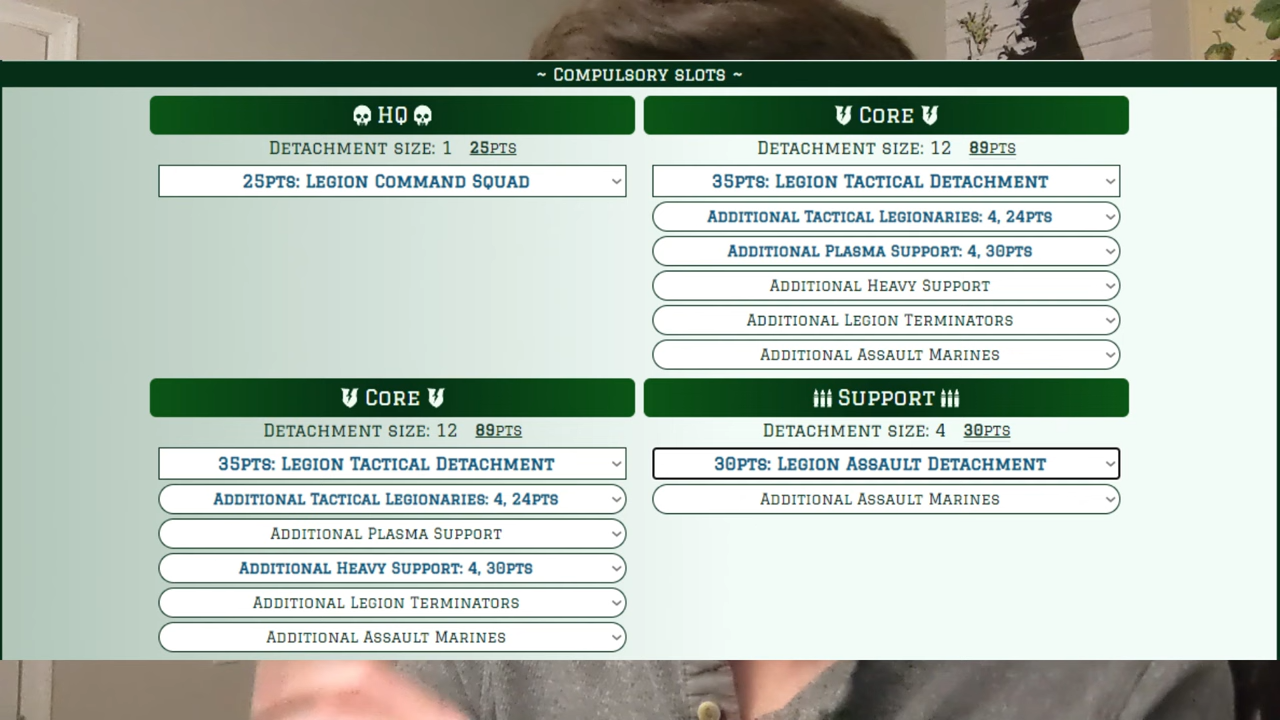 ~ Compulsory slots ~
HQ
Detachment size: 1 25pts
25pts: Legion Command Squad
Core
Detachment size: 12 89pts
35pts: Legion Tactical Detachment
Additional Tactical Legionaries: 4, 24pts
Additional Plasma Support: 4, 30pts
Additional Heavy Support
Additional Legion Terminators
Additional Assault Marines
Core
Detachment size: 12 89pts
35pts: Legion Tactical Detachment
Additional Tactical Legionaries: 4, 24pts
Additional Plasma Support
Additional Heavy Support: 4, 30pts
Additional Legion Terminators
Additional Assault Marines
Support
Detachment size: 4 30pts
30pts: Legion Assault Detachment
Additional Assault Marines